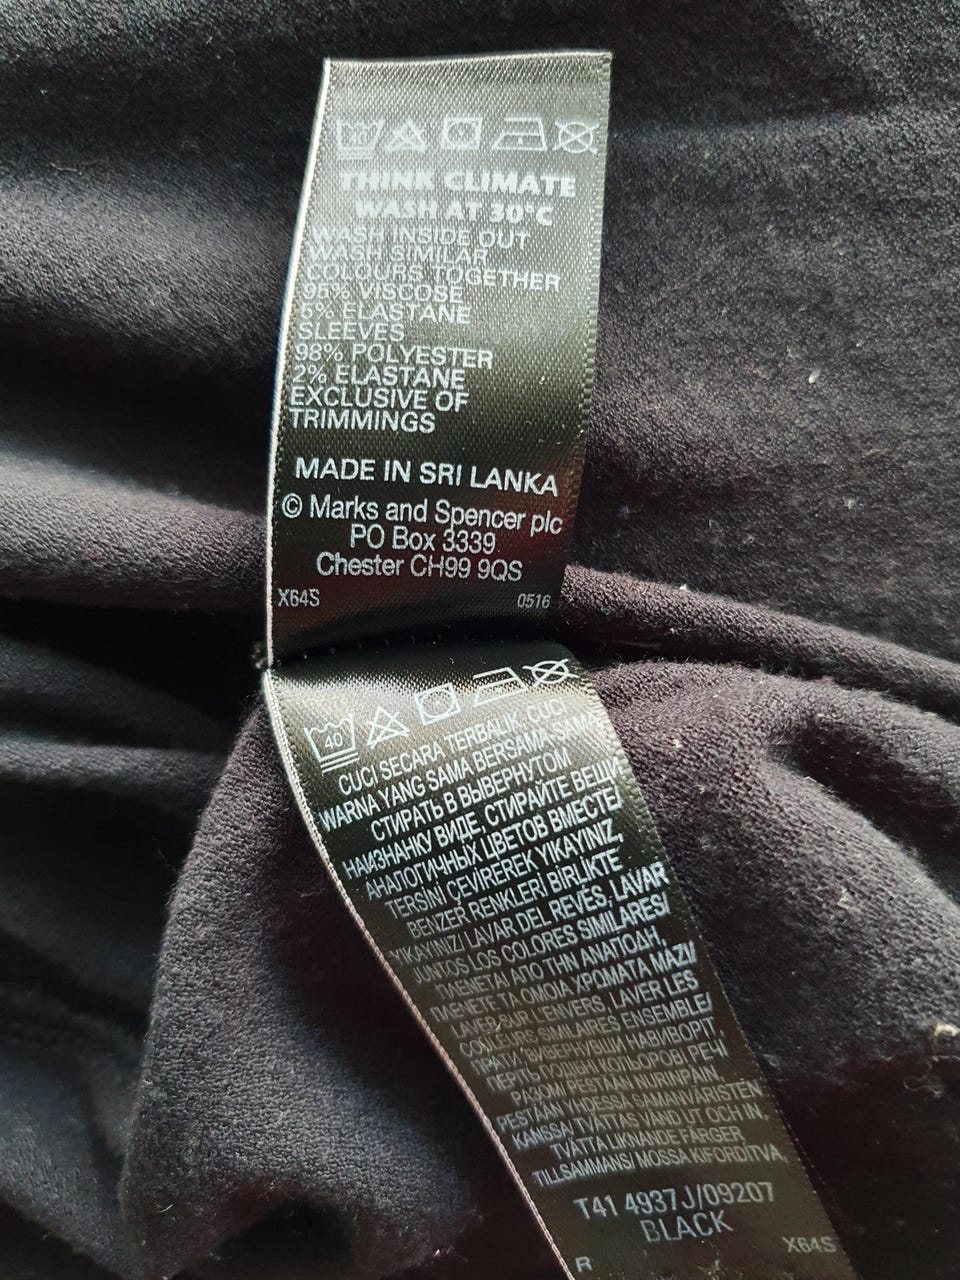 40
THINK CLIMATE
WASH AT 30°C
WASH INSIDE OUT
WASH SIMILAR
COLOURS TOGETHER
95% VISCOSE
5% ELASTANE
SLEEVES
98% POLYESTER
2% ELASTANE
EXCLUSIVE OF
TRIMMINGS
MADE IN SRI LANKA
© Marks and Spencer plc
PO Box 3339
Chester CH99 9QS
X64S 0516
40
CUCI SECARA TERBALIK. CUCI
WARNA YANG SAMA BERSAMA-SAMA
СТИРАТЬ В ВЫВЕРНУТОМ
НАИЗНАНКУ ВИДЕ, СТИРАЙТЕ ВЕЩИ
АНАЛОГИЧНЫХ ЦВЕТОВ ВМЕСТЕ/
TERSİNİ ÇEVİREREK YIKAYINIZ,
BENZER RENKLERİ BİRLİKTE
YIKAYINIZ/ LAVAR DEL REVÉS, LAVAR
JUNTOS LOS COLORES SIMILARES/
ΠΛΕΝΕΤΑΙ ΑΠΟ ΤΗΝ ΑΝΑΠΟΔΗ,
ΠΛΕΝΕΤΕ ΤΑ ΟΜΟΙΑ ΧΡΩΜΑΤΑ ΜΑΖΙ/
LAVER SUR L'ENVERS, LAVER LES
COULEURS SIMILAIRES ENSEMBLE/
ПРАТИ ВИВЕРНУВШИ НАВИВОРІТ,
ПЕРІТЬ ПОДІБНІ КОЛЬОРОВІ РЕЧІ
РАЗОМ/ PESTÄÄN NURINPÄIN
PESTÄÄN YHDESSÄ SAMANVÄRISTEN
KANSSA/ TVÄTTAS VÄND UT OCH IN.
TVÄTTA LIKNANDE FÄRGER
TILLSAMMANS/ MOSSA KIFORDÍTVA.
T41 4937J/09207
BLACK
R X64S